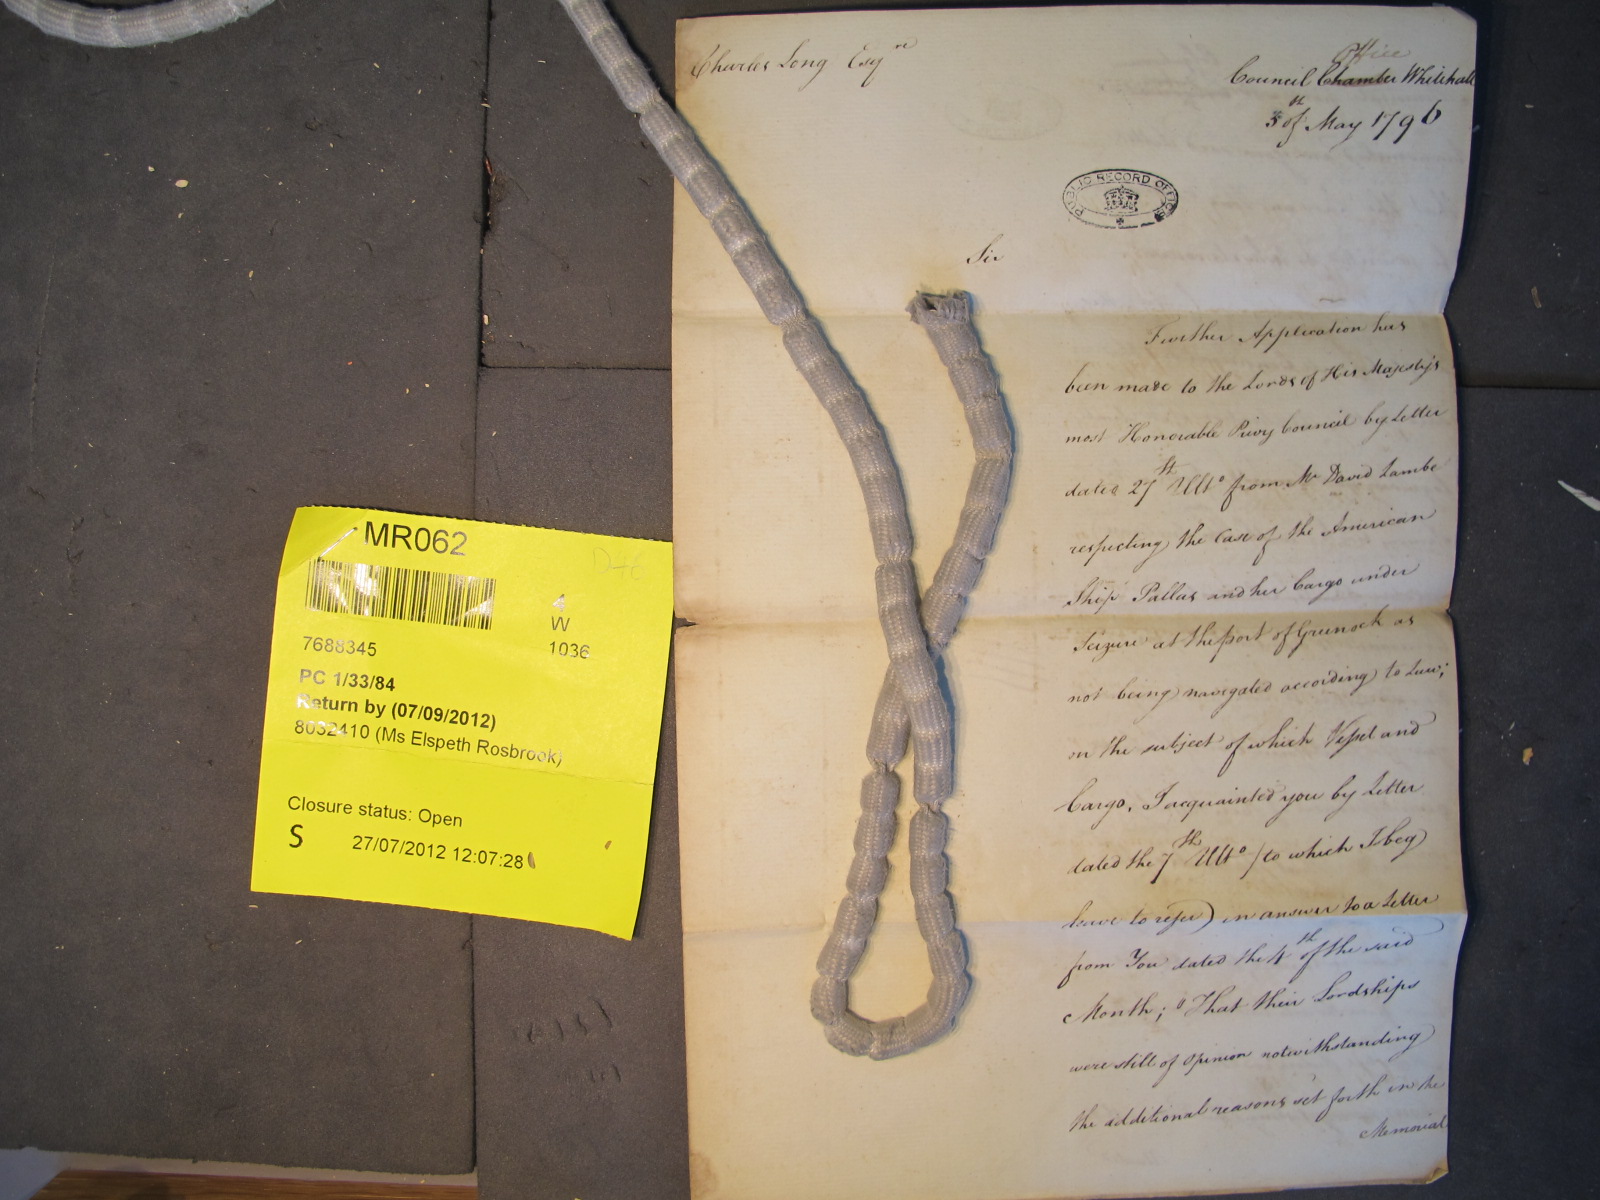 Charles Long Esqre
Office
Council Chamber Whitehall
5th of May 1796
PUBLIC RECORD OFFICE
Sir
Further Application has
been made to the Lords of His Majesty's
most Honorable Privy Council by Letter
dated 27th Ulto from Mr David Lambe
respecting the Case of the American
Ship Pallas and her Cargo under
Seizure at the port of Greenock as
not being navigated according to Law;
on the subject of which Vessel and
Cargo, I acquainted you by Letter
dated the 7th Ulto (to which I beg
leave to refer) in answer to a Letter
from You dated the 4th of the said
Month; "That their Lordships
were still of opinion notwithstanding
the additional reasons set forth in the
Memorial
MR062
4
W
1036
7688345
PC 1/33/84
Return by (07/09/2012)
8032410 (Ms Elspeth Rosbrook)
Closure status: Open
S
27/07/2012 12:07:28